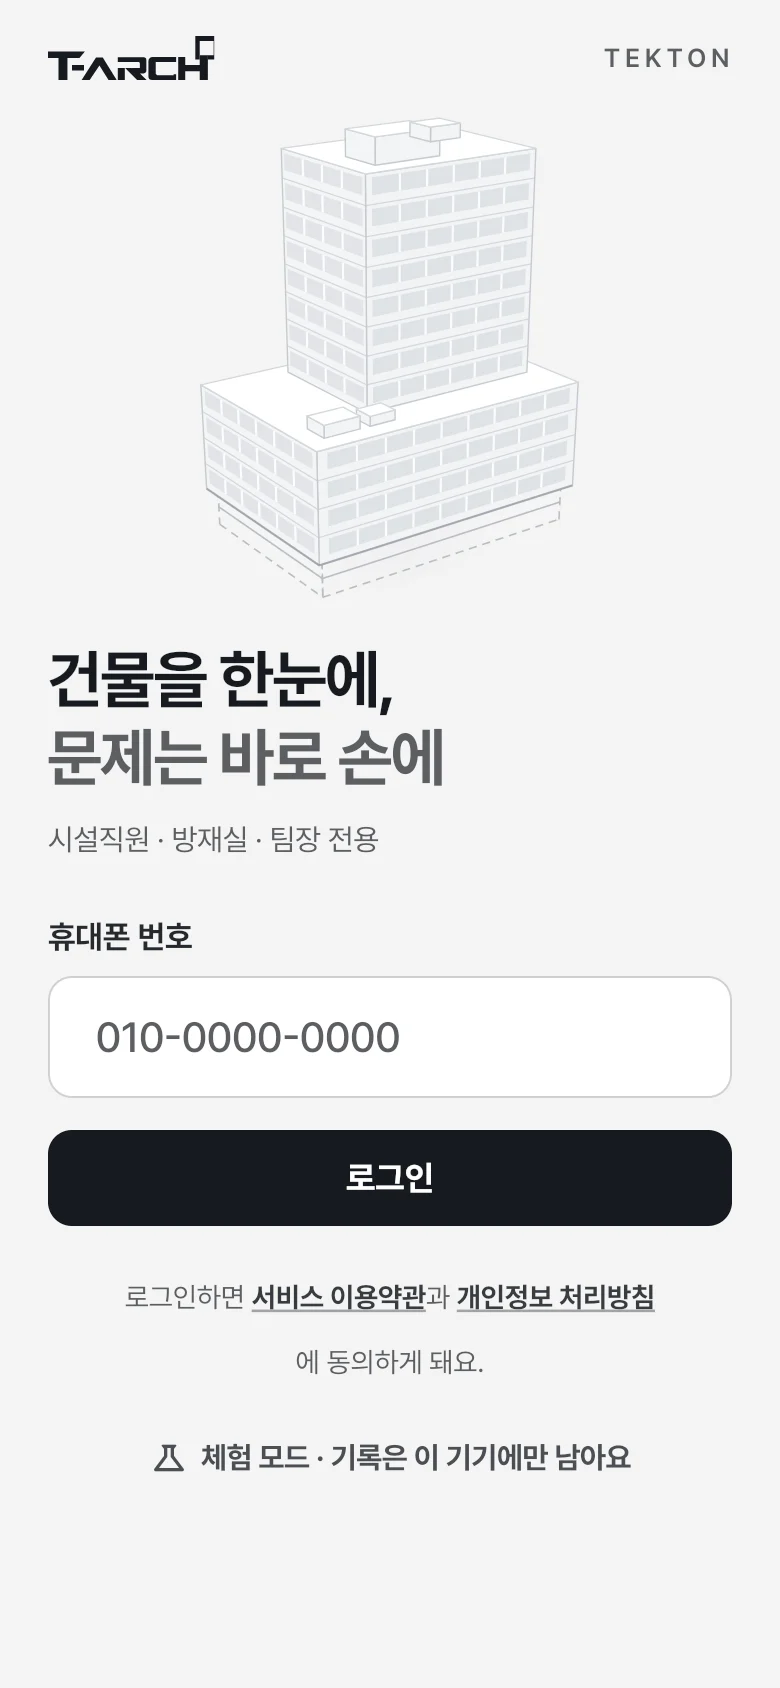 T-ARCH
TEKTON
건물을 한눈에,
문제는 바로 손에
시설직원 · 방재실 · 팀장 전용
휴대폰 번호
010-0000-0000
로그인
로그인하면 서비스 이용약관과 개인정보 처리방침
에 동의하게 돼요.
체험 모드 · 기록은 이 기기에만 남아요